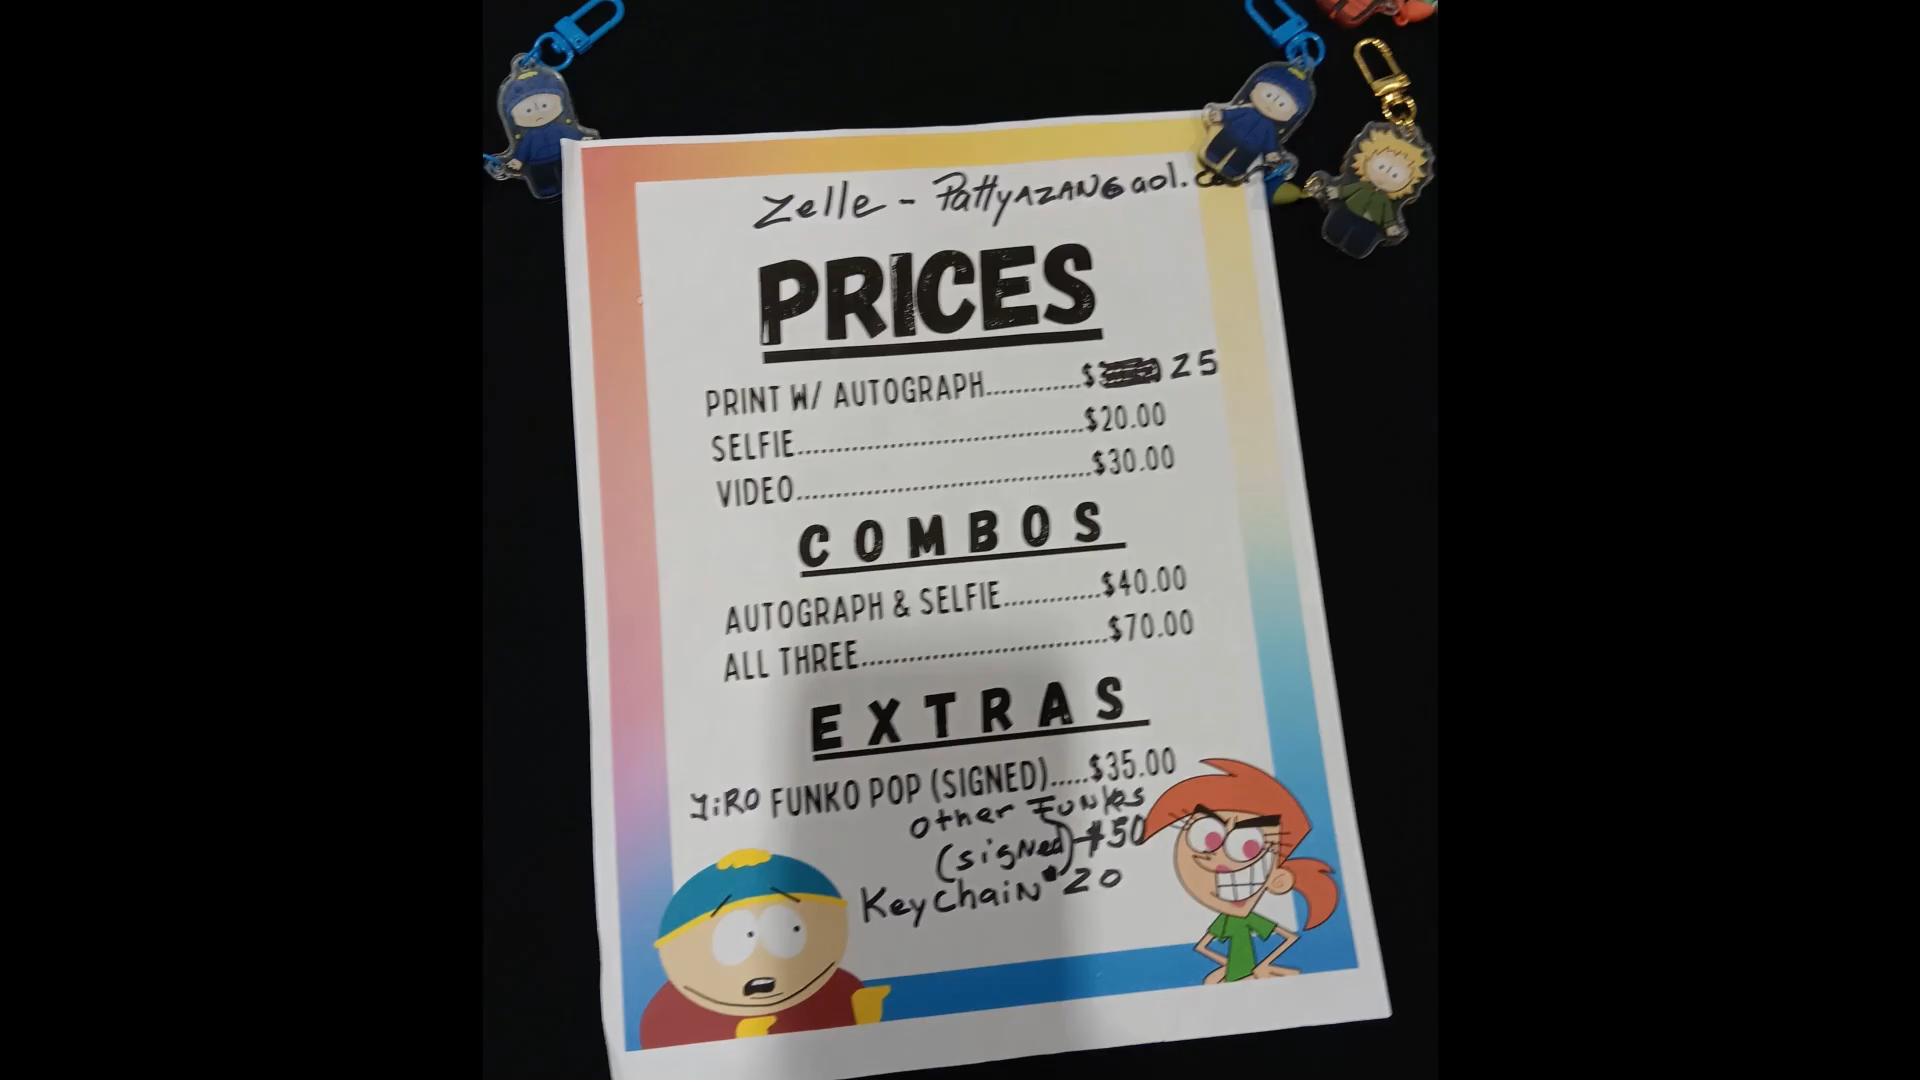 Zelle - PattyAZAN@aol.com
PRICES
PRINT W/ AUTOGRAPH............$ 25
SELFIE....................................$20.00
VIDEO.....................................$30.00
COMBOS
AUTOGRAPH & SELFIE............$40.00
ALL THREE...............................$70.00
EXTRAS
JiRO FUNKO POP (SIGNED).....$35.00
Other Funkos
(signed) - $50
KeyChain $20